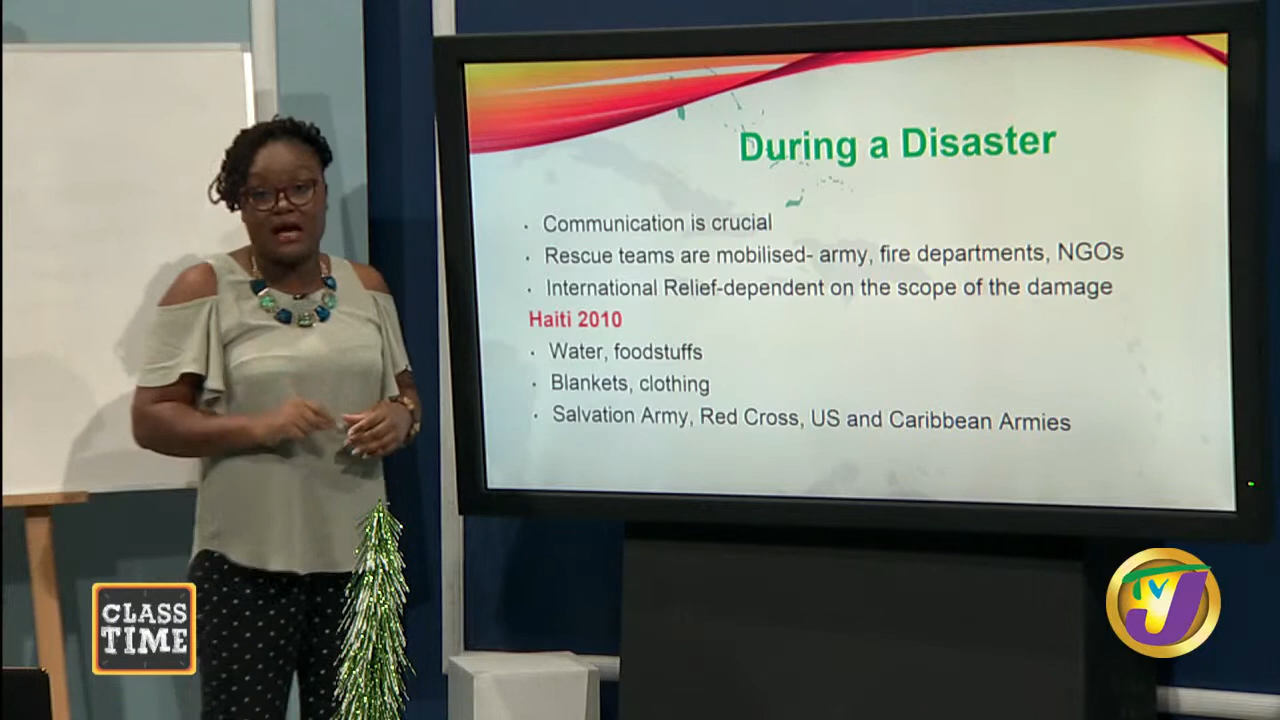 During a Disaster
· Communication is crucial
· Rescue teams are mobilised- army, fire departments, NGOs
· International Relief-dependent on the scope of the damage
Haiti 2010
· Water, foodstuffs
· Blankets, clothing
· Salvation Army, Red Cross, US and Caribbean Armies
CLASS
TIME
TVJ